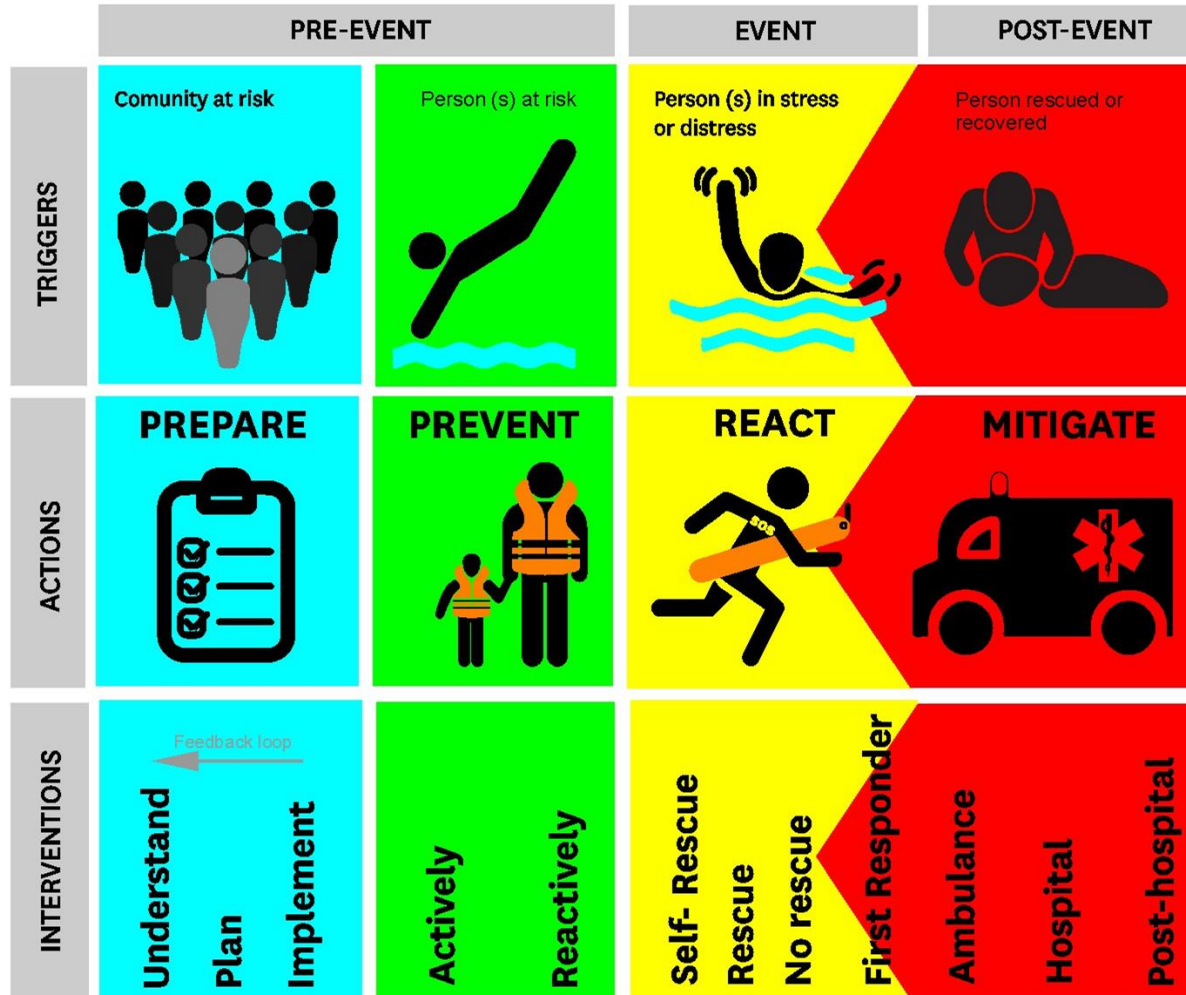 PRE-EVENT
EVENT
POST-EVENT
TRIGGERS
Comunity at risk
Person (s) at risk
Person (s) in stress
or distress
Person rescued or
recovered
ACTIONS
PREPARE
PREVENT
REACT
MITIGATE
SOS
INTERVENTIONS
Feedback loop
Understand
Plan
Implement
Actively
Reactively
Self- Rescue
Rescue
No rescue
First Responder
Ambulance
Hospital
Post-hospital